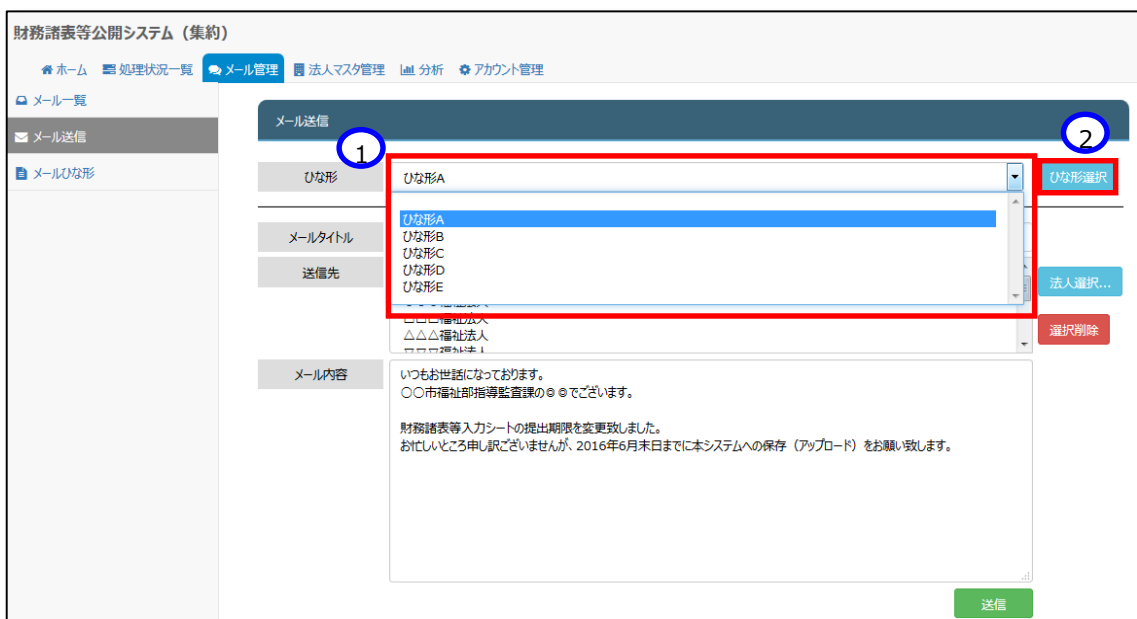 財務諸表等公開システム（集約）
ホーム 処理状況一覧 メール管理 法人マスタ管理 分析 アカウント管理
メール一覧
メール送信
メールひな形
メール送信
1
2
ひな形 ひな形A ひな形選択
ひな形A
ひな形B
ひな形C
ひな形D
ひな形E
メールタイトル
送信先
法人選択...
□□□福祉法人
△△△福祉法人
▽▽▽福祉法人
選択削除
メール内容
いつもお世話になっております。
○○市福祉部指導監査課の◎◎でございます。
財務諸表等入力シートの提出期限を変更致しました。
お忙しいところ申し訳ございませんが、2016年6月末日までに本システムへの保存（アップロード）をお願い致します。
送信